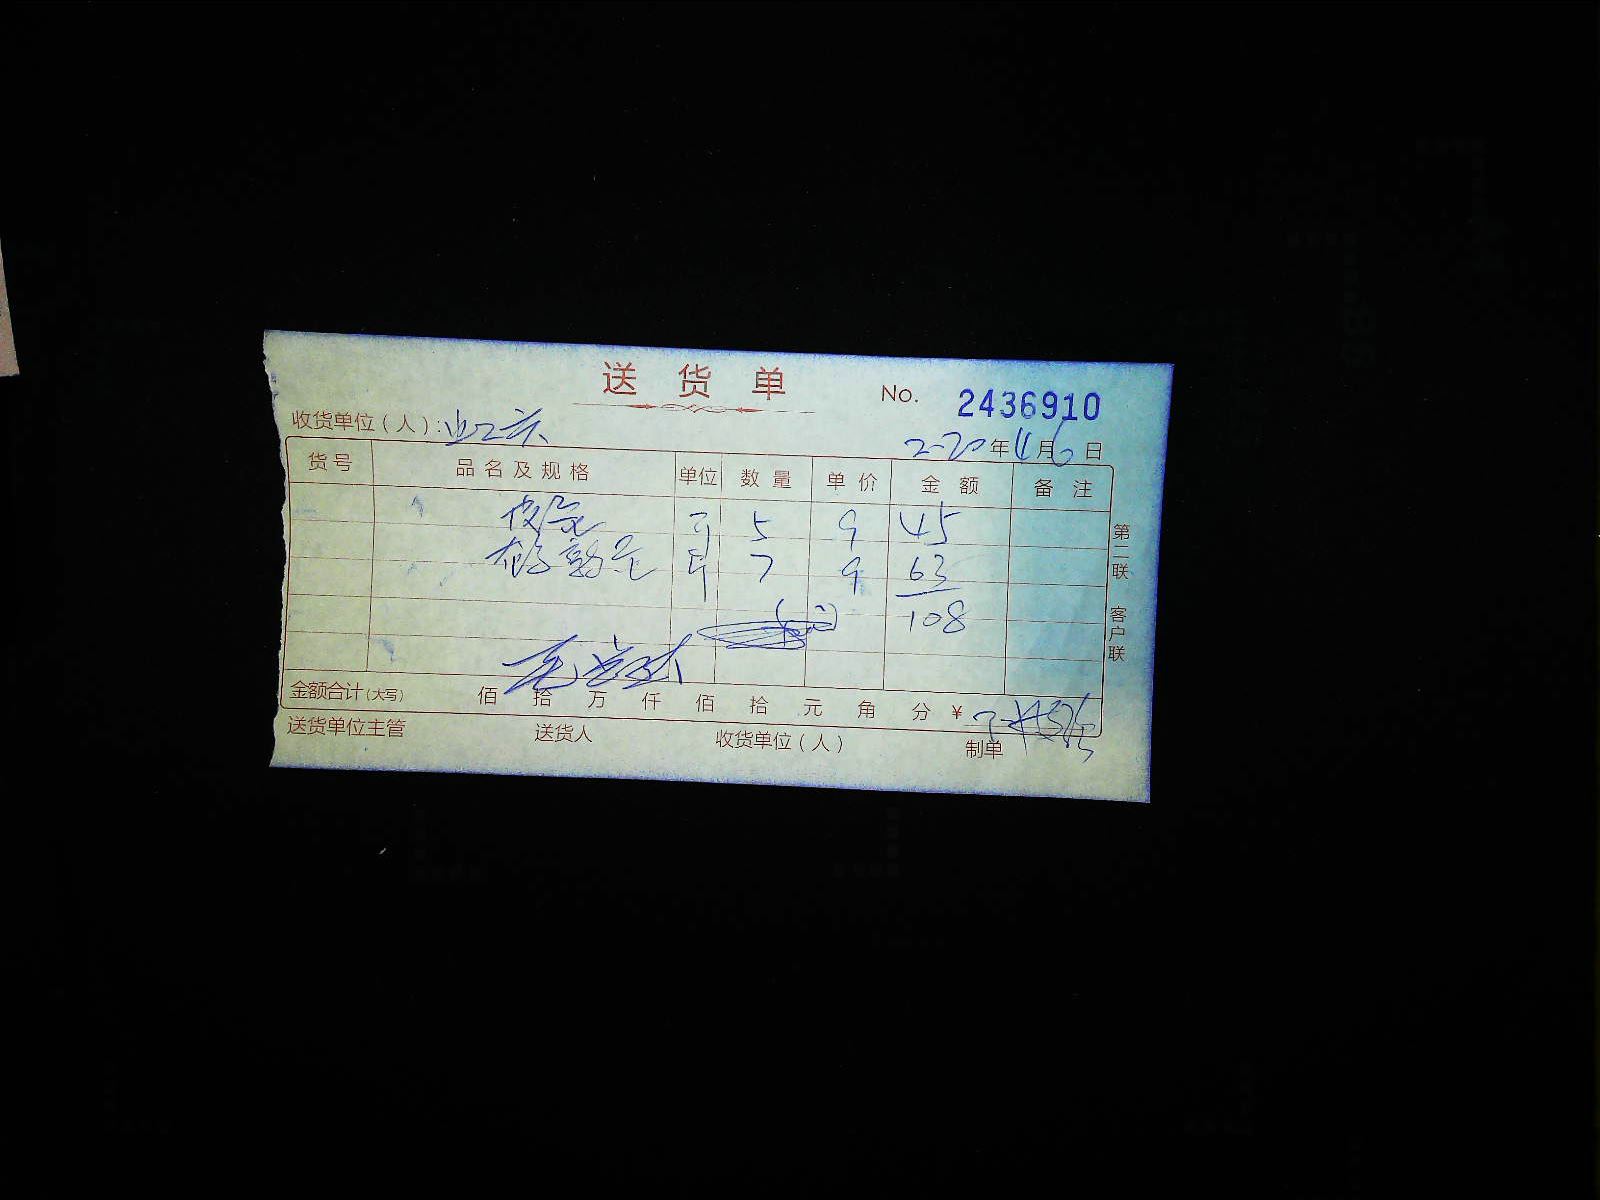 送货单
No. 2436910
收货单位（人）：
2020年4月6日
货号 品名及规格 单位 数量 单价 金额 备注
皮蛋 5 9 45
7 9 63
108
金额合计(大写) 佰 拾 万 仟 佰 拾 元 角 分 ¥
送货单位主管 送货人 收货单位（人） 制单
第二联 客户联